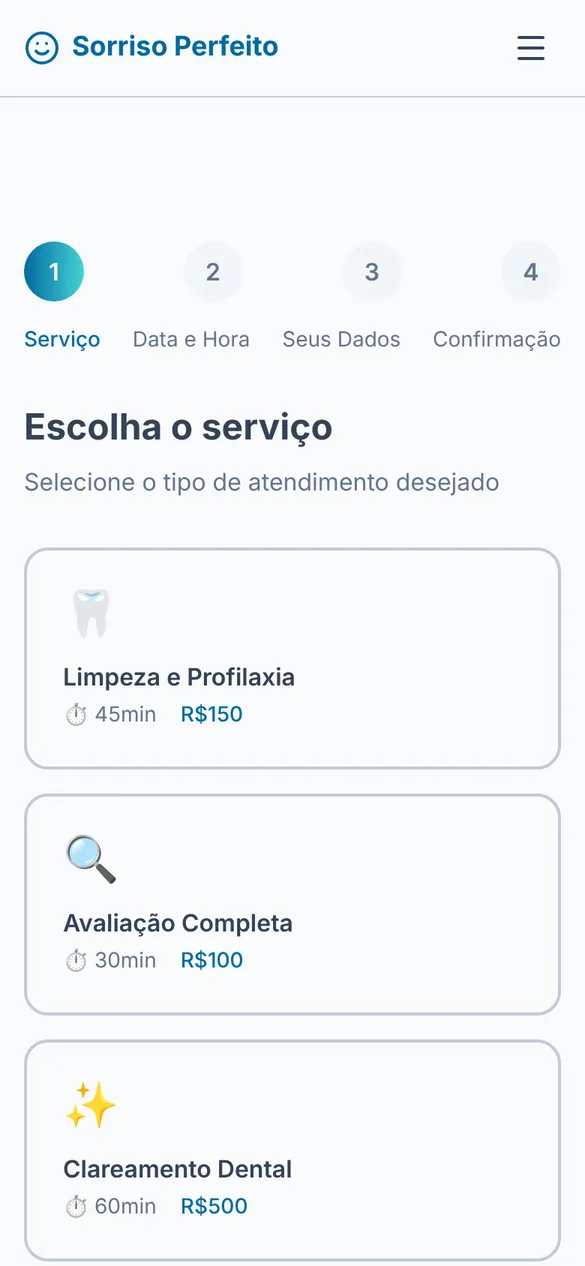 Sorriso Perfeito
1 2 3 4
Serviço Data e Hora Seus Dados Confirmação
Escolha o serviço
Selecione o tipo de atendimento desejado
Limpeza e Profilaxia
45min R$150
Avaliação Completa
30min R$100
Clareamento Dental
60min R$500